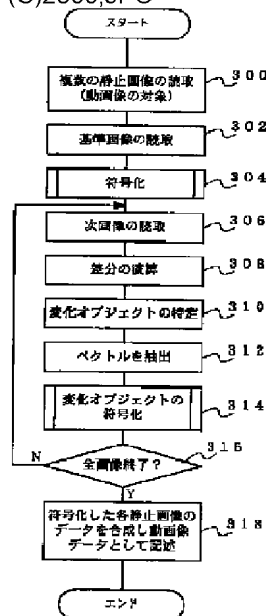 (C)2000,JPO
スタート
複数の静止画像の読取
(動画像の対象)
300
基準画像の読取
302
符号化
304
次画像の読取
306
差分の演算
308
変化オブジェクトの特定
310
ベクトルを抽出
312
変化オブジェクトの
符号化
314
316
N
全画像終了?
Y
符号化した各静止画像の
データを合成し動画像
データとして記述
318
エンド